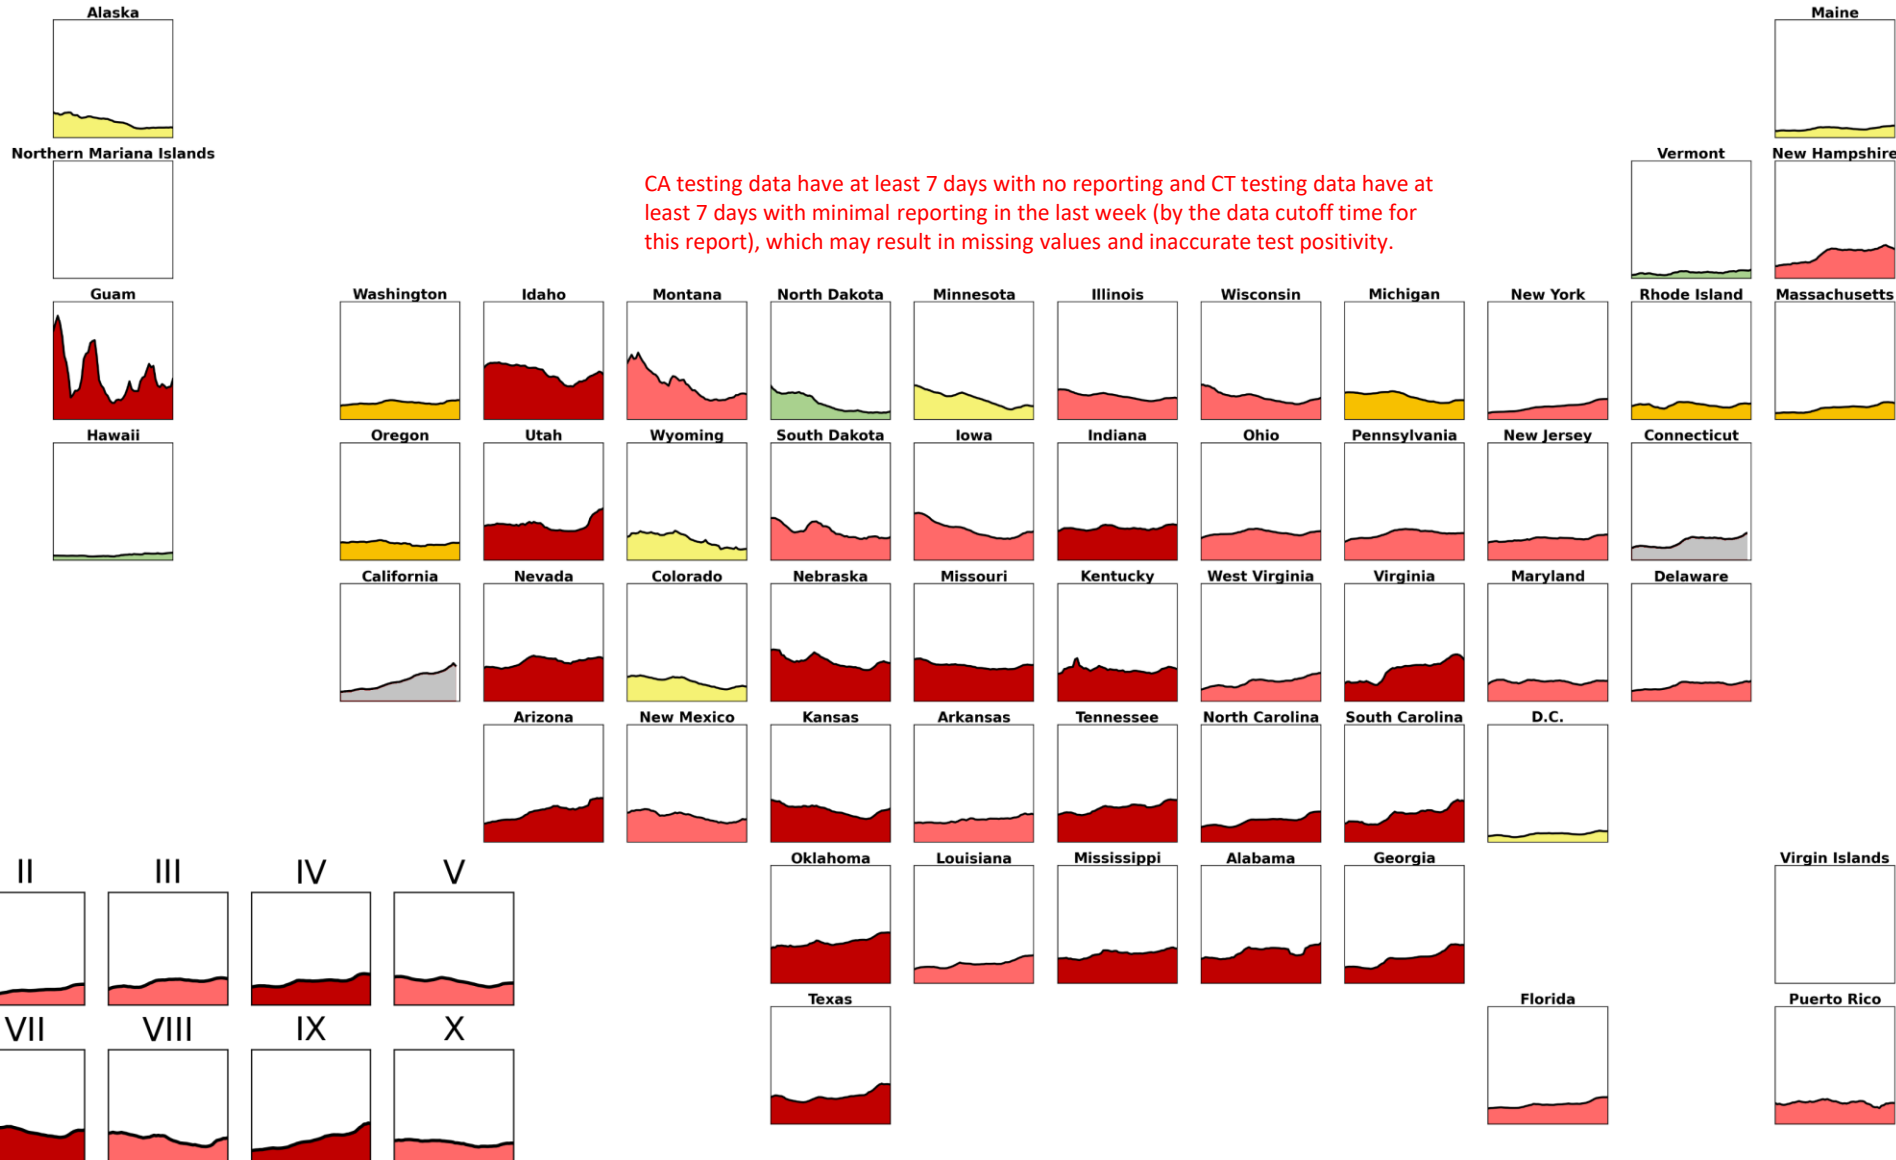 Alaska
Maine
Northern Mariana Islands
Vermont
New Hampshire
CA testing data have at least 7 days with no reporting and CT testing data have at
least 7 days with minimal reporting in the last week (by the data cutoff time for
this report), which may result in missing values and inaccurate test positivity.
Guam
Washington
Idaho
Montana
North Dakota
Minnesota
Illinois
Wisconsin
Michigan
New York
Rhode Island
Massachusetts
Hawaii
Oregon
Utah
Wyoming
South Dakota
Iowa
Indiana
Ohio
Pennsylvania
New Jersey
Connecticut
California
Nevada
Colorado
Nebraska
Missouri
Kentucky
West Virginia
Virginia
Maryland
Delaware
Arizona
New Mexico
Kansas
Arkansas
Tennessee
North Carolina
South Carolina
D.C.
Oklahoma
Louisiana
Mississippi
Alabama
Georgia
Virgin Islands
II
III
IV
V
Texas
Florida
Puerto Rico
VII
VIII
IX
X